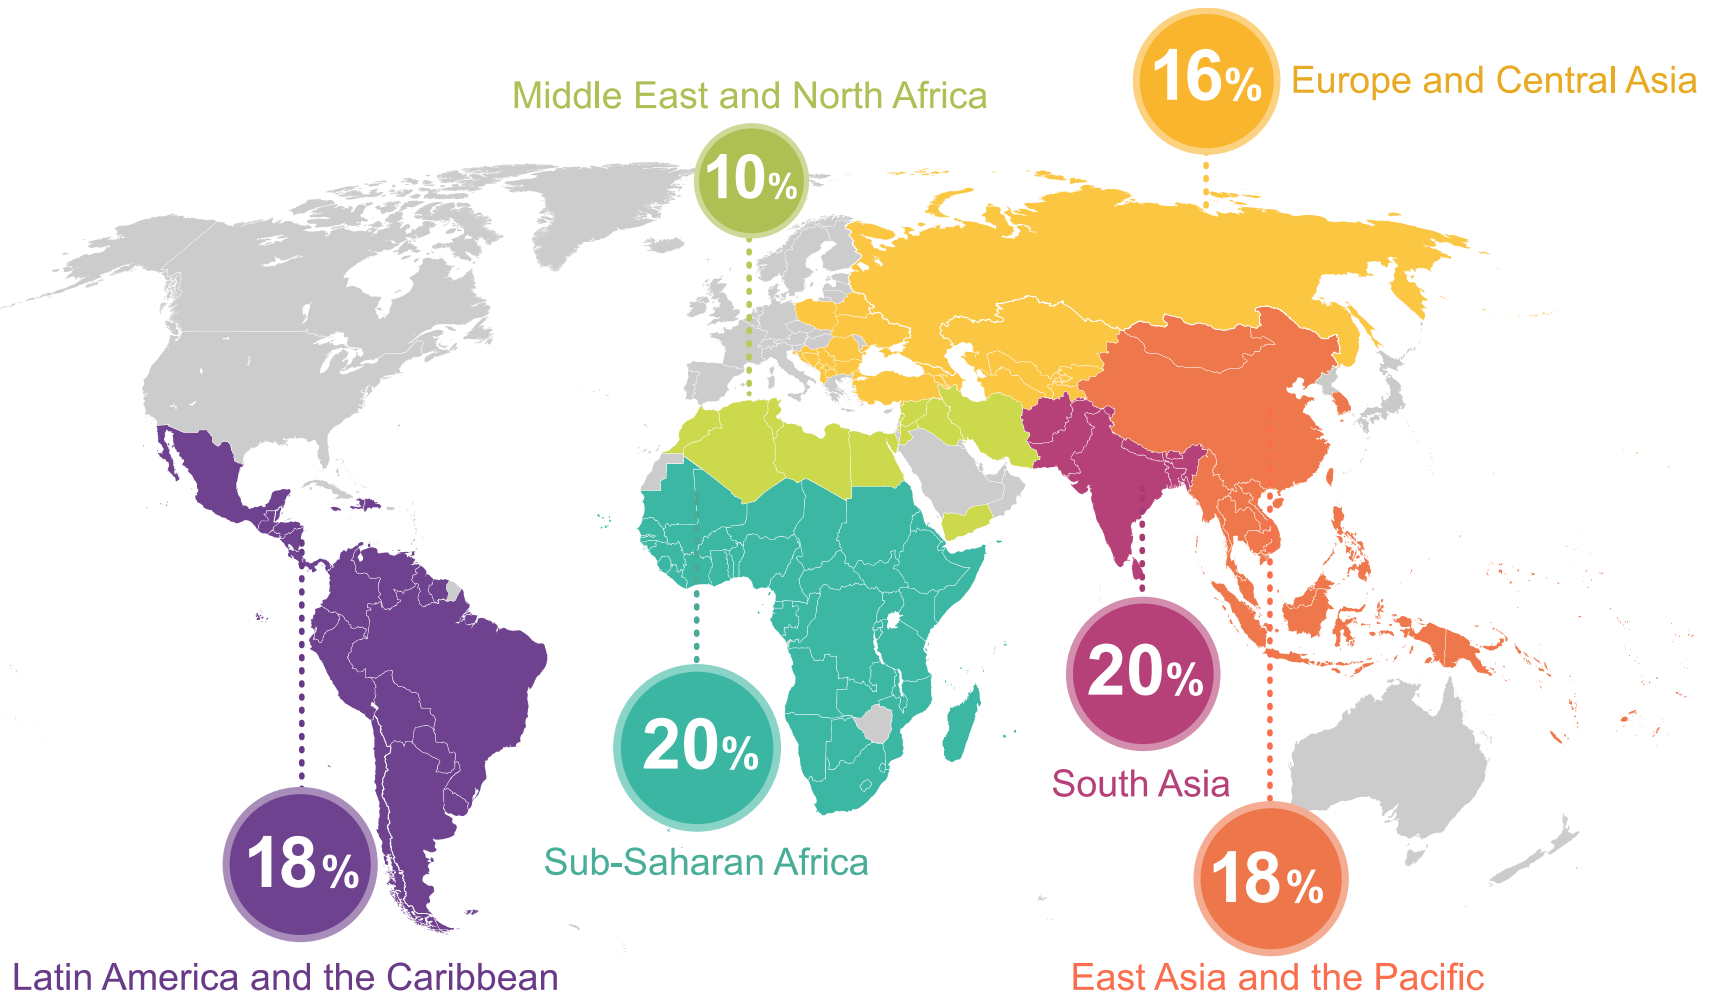 16%
Europe and Central Asia
Middle East and North Africa
10%
20%
South Asia
20%
Sub-Saharan Africa
18%
Latin America and the Caribbean
18%
East Asia and the Pacific